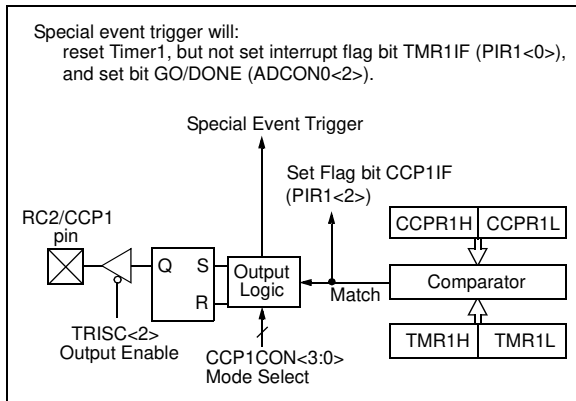 Special event trigger will:
reset Timer1, but not set interrupt flag bit TMR1IF (PIR1<0>),
and set bit GO/DONE (ADCON0<2>).
Special Event Trigger
Set Flag bit CCP1IF
(PIR1<2>)
RC2/CCP1
pin
CCPR1H CCPR1L
Q S
R
Output
Logic
Match
Comparator
TRISC<2>
Output Enable
CCP1CON<3:0>
Mode Select
TMR1H TMR1L